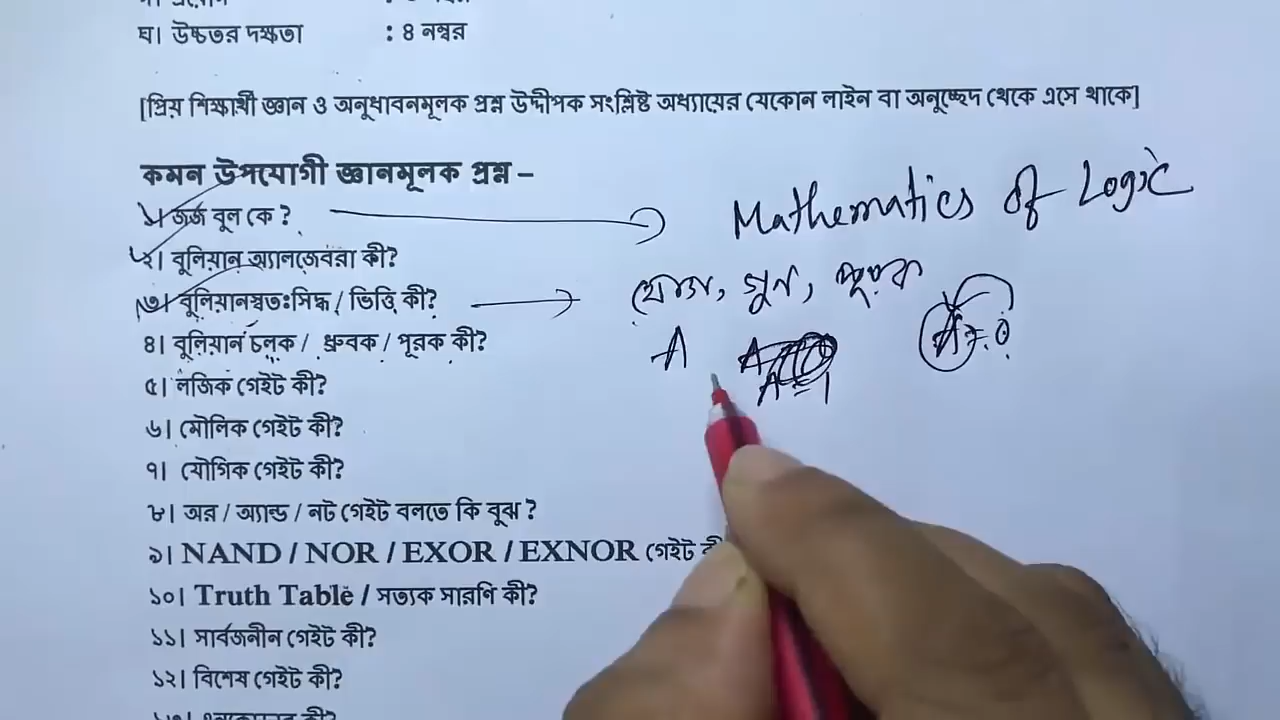 ঘ। উচ্চতর দক্ষতা : ৪ নম্বর
[প্রিয় শিক্ষার্থী জ্ঞান ও অনুধাবনমূলক প্রশ্ন উদ্দীপক সংশ্লিষ্ট অধ্যায়ের যেকোন লাইন বা অনুচ্ছেদ থেকে এসে থাকে]
কমন উপযোগী জ্ঞানমূলক প্রশ্ন –
১। জর্জ বুল কে ?
Mathematics of Logic
২। বুলিয়ান অ্যালজেবরা কী?
যোগ, গুণ, পূরক
৩। বুলিয়ানস্বতঃসিদ্ধ / ভিত্তি কী?
৪। বুলিয়ান চলক / ধ্রুবক / পূরক কী?
A A=1
৫। লজিক গেইট কী?
৬। মৌলিক গেইট কী?
৭। যৌগিক গেইট কী?
৮। অর / অ্যান্ড / নট গেইট বলতে কি বুঝ ?
৯। NAND / NOR / EXOR / EXNOR গেইট
১০। Truth Table / সত্যক সারণি কী?
১১। সার্বজনীন গেইট কী?
১২। বিশেষ গেইট কী?